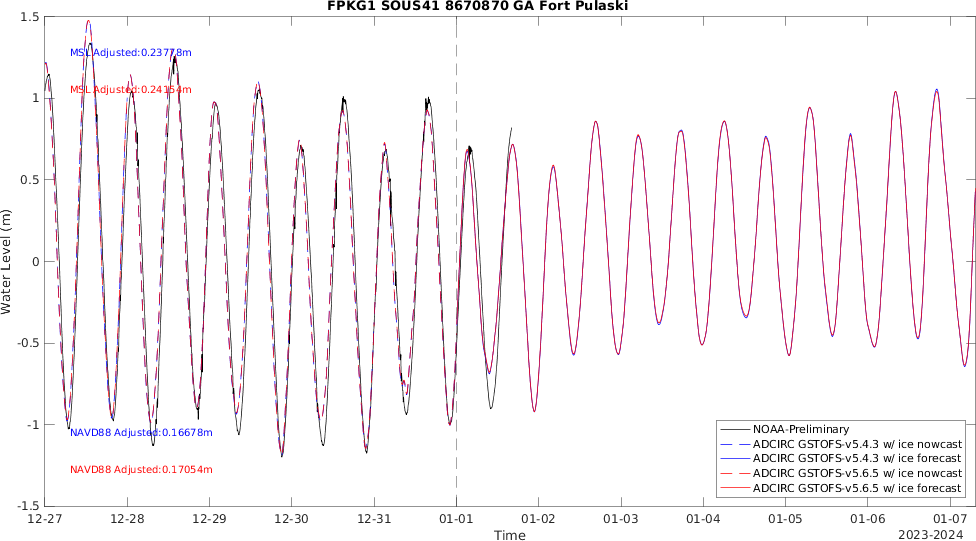 FPKG1 SOUS41 8670870 GA Fort Pulaski
1.5
1
0.5
0
-0.5
-1
-1.5
Water Level (m)
MSL Adjusted:0.23778m
MSL Adjusted:0.24154m
NAVD88 Adjusted:0.16678m
NAVD88 Adjusted:0.17054m
NOAA-Preliminary
ADCIRC GSTOFS-v5.4.3 w/ ice nowcast
ADCIRC GSTOFS-v5.4.3 w/ ice forecast
ADCIRC GSTOFS-v5.6.5 w/ ice nowcast
ADCIRC GSTOFS-v5.6.5 w/ ice forecast
12-27 12-28 12-29 12-30 12-31 01-01 01-02 01-03 01-04 01-05 01-06 01-07
Time
2023-2024